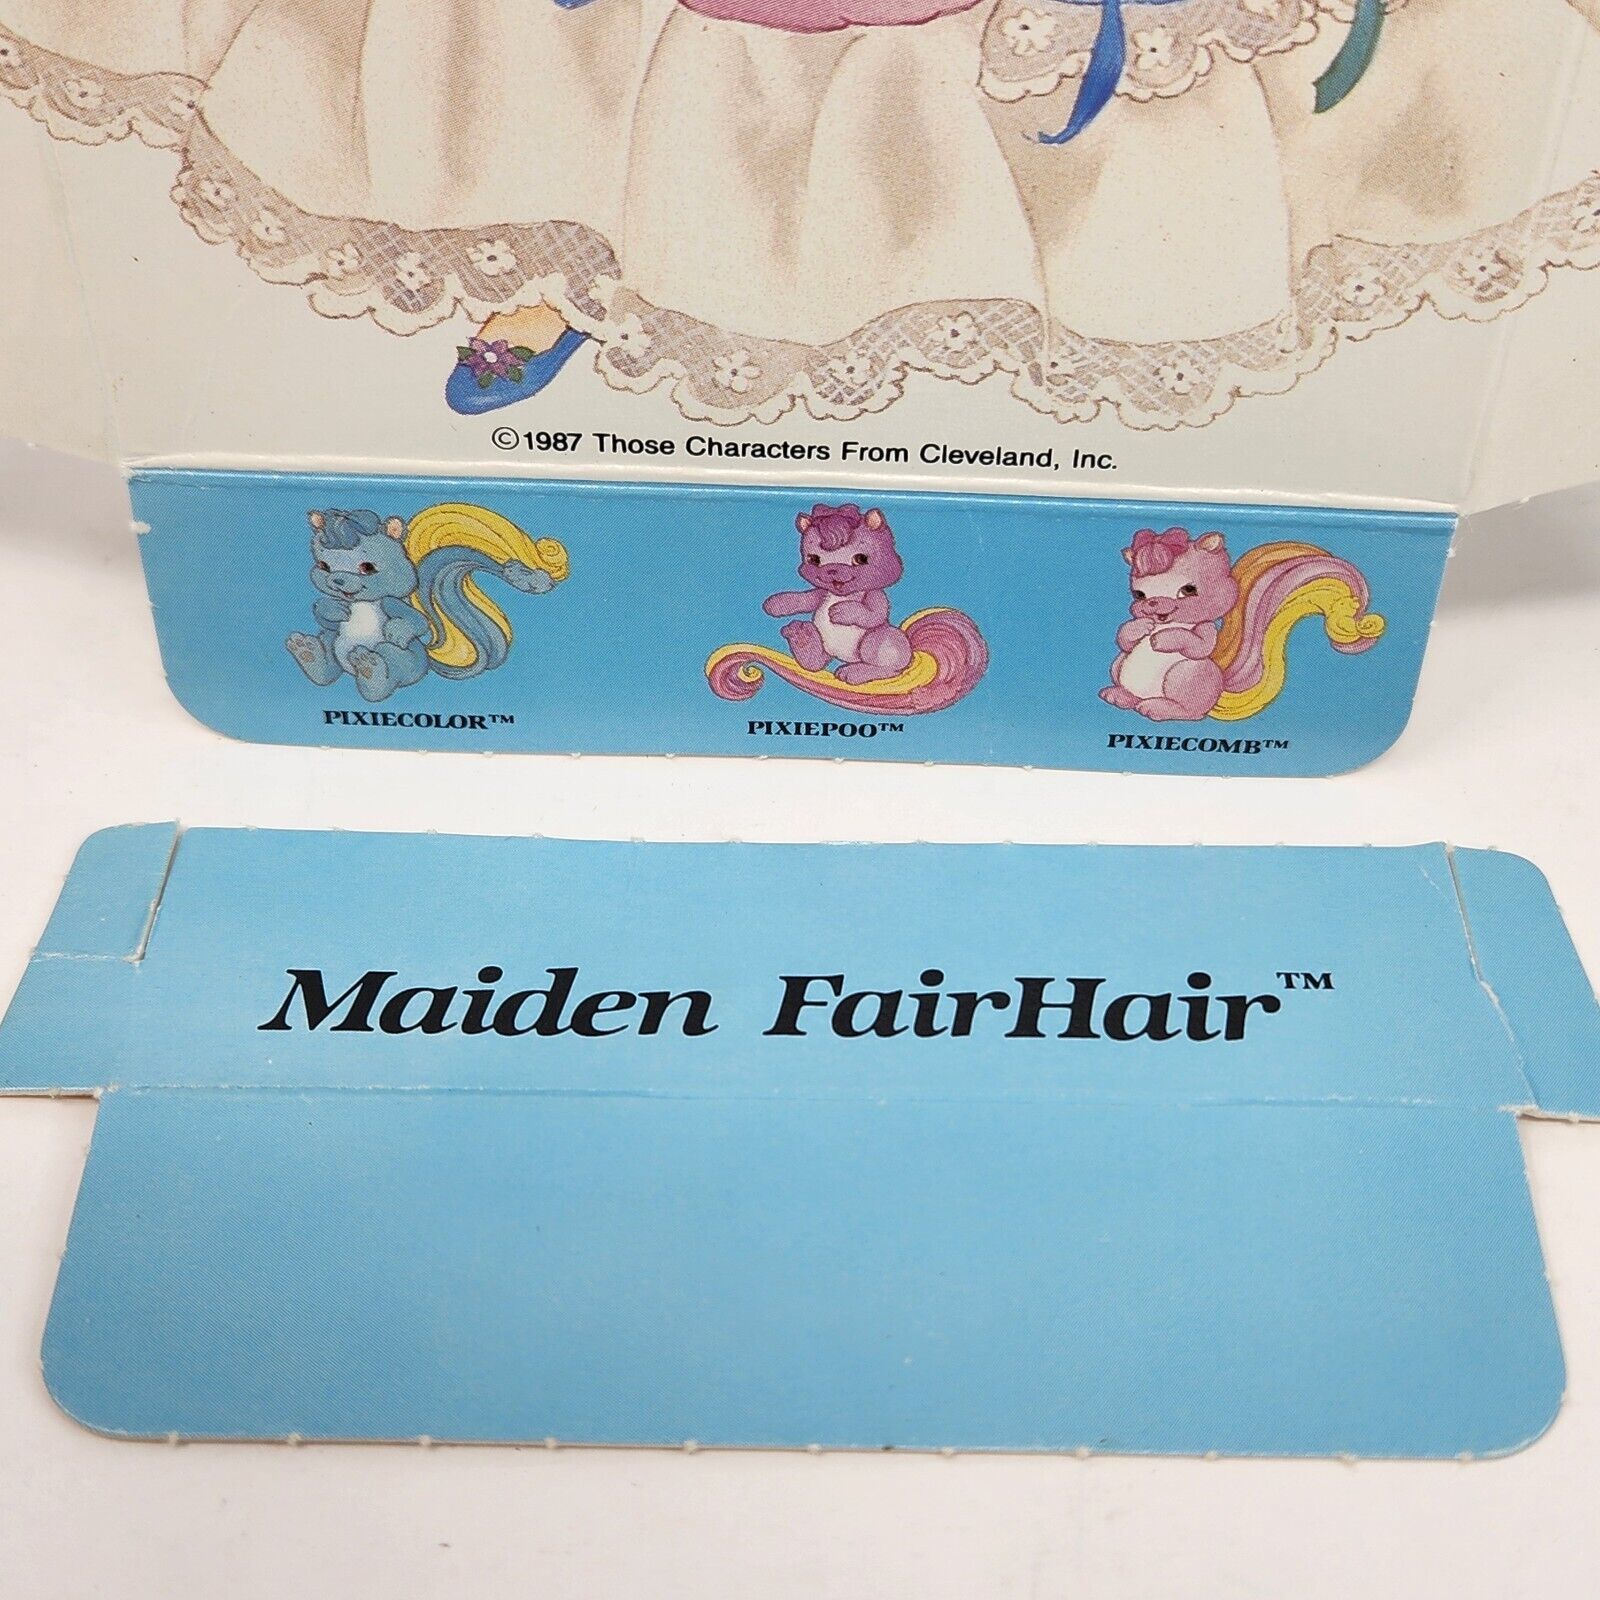 ©1987 Those Characters From Cleveland, Inc.
PIXIECOLOR™ PIXIEPOO™ PIXIECOMB™
Maiden FairHair™